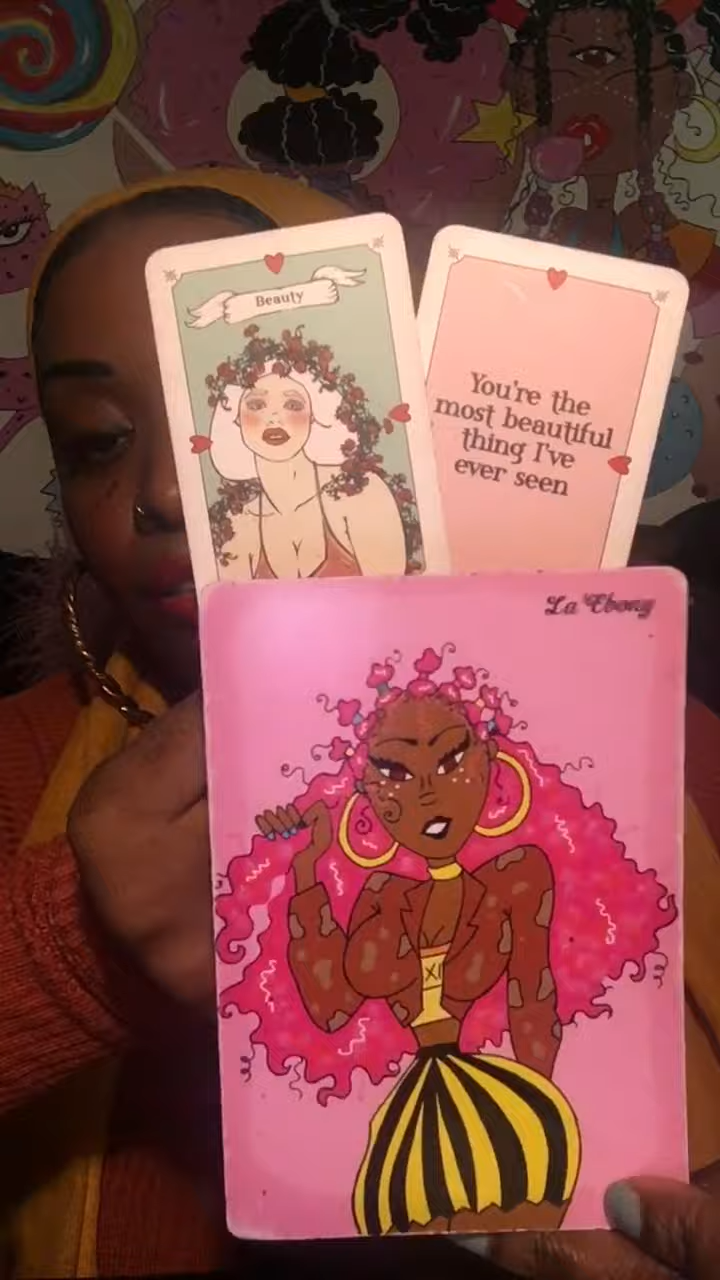 Beauty
You're the
most beautiful
thing I've
ever seen
La Ebony
XI